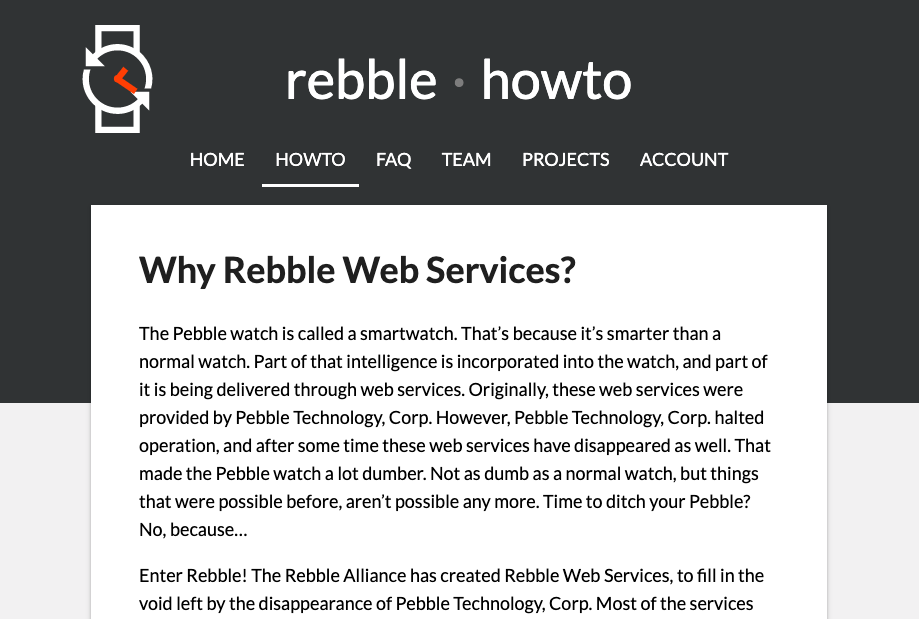 rebble · howto
HOME HOWTO FAQ TEAM PROJECTS ACCOUNT
Why Rebble Web Services?
The Pebble watch is called a smartwatch. That’s because it’s smarter than a
normal watch. Part of that intelligence is incorporated into the watch, and part of
it is being delivered through web services. Originally, these web services were
provided by Pebble Technology, Corp. However, Pebble Technology, Corp. halted
operation, and after some time these web services have disappeared as well. That
made the Pebble watch a lot dumber. Not as dumb as a normal watch, but things
that were possible before, aren’t possible any more. Time to ditch your Pebble?
No, because…
Enter Rebble! The Rebble Alliance has created Rebble Web Services, to fill in the
void left by the disappearance of Pebble Technology, Corp. Most of the services